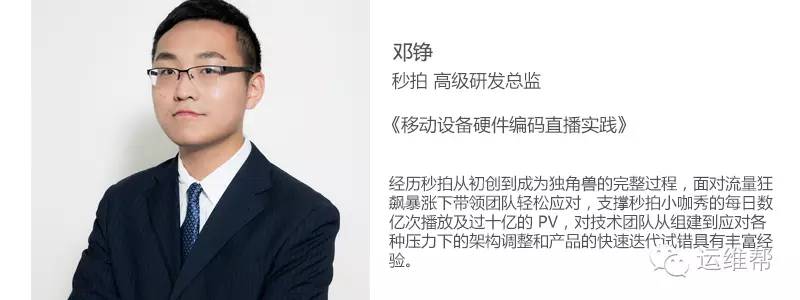 邓铮
秒拍 高级研发总监
《移动设备硬件编码直播实践》
经历秒拍从初创到成为独角兽的完整过程，面对流量狂
飙暴涨下带领团队轻松应对，支撑秒拍小咖秀的每日数
亿次播放及过十亿的 PV，对技术团队从组建到应对各
种压力下的架构调整和产品的快速迭代试错具有丰富经
验。
运维帮